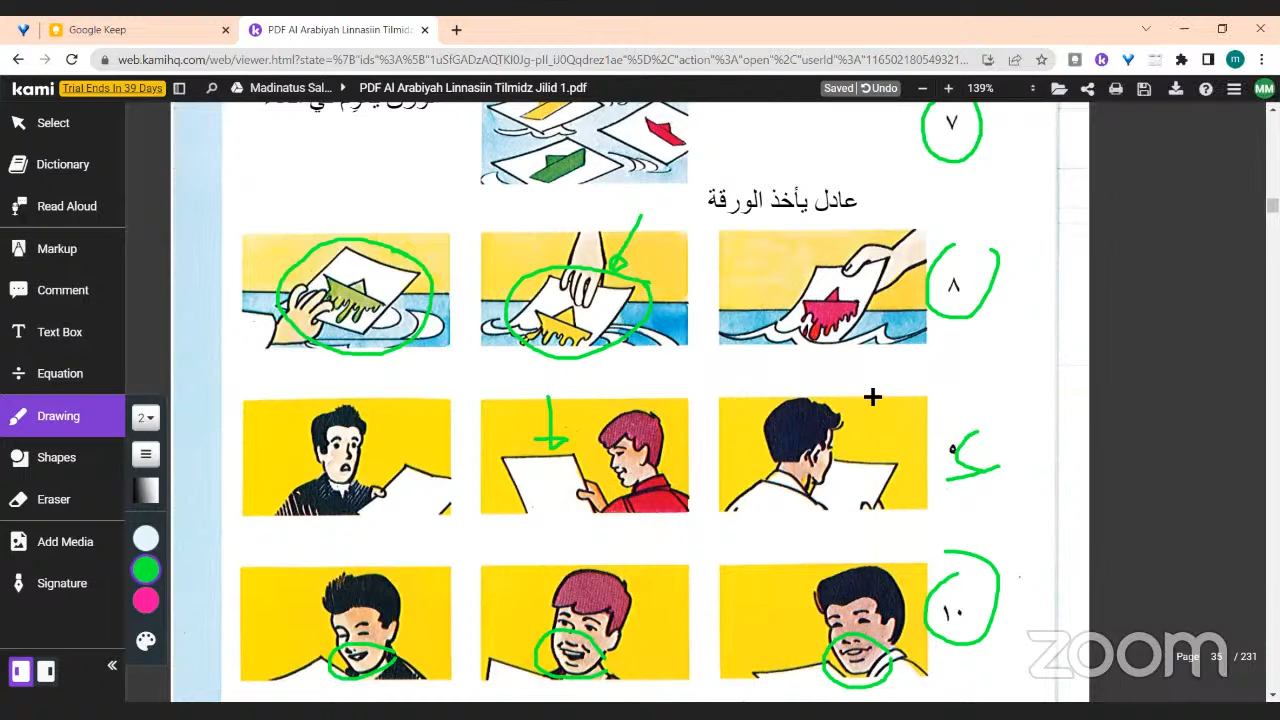 Google Keep
PDF Al Arabiyah Linnasiin Tilmidz
web.kamihq.com/web/viewer.html?state=%7B"ids"%3A%5B"1uSfSADzAQTKI0Jg-pII_iJ0Qqdrez1ae"%5D%2C"action"%3A"open"%2C"userId"%3A"116502180549321...
m
kami
Trial Ends In 39 Days
Madinatus Sal...
PDF Al Arabiyah Linnasiin Tilmidz Jilid 1.pdf
Saved
Undo
139%
MM
Select
Dictionary
Read Aloud
Markup
Comment
Text Box
Equation
Drawing
Shapes
Eraser
Add Media
Signature
2
٧
عادل يأخذ الورقة
٨
١٠
zoom
Page 35 / 231